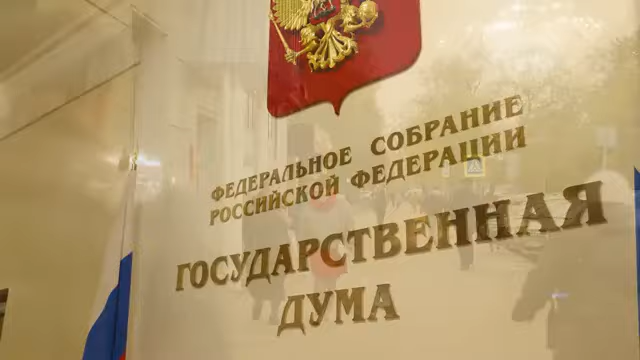 ФЕДЕРАЛЬНОЕ СОБРАНИЕ
РОССИЙСКОЙ ФЕДЕРАЦИИ
ГОСУДАРСТВЕННАЯ
ДУМА